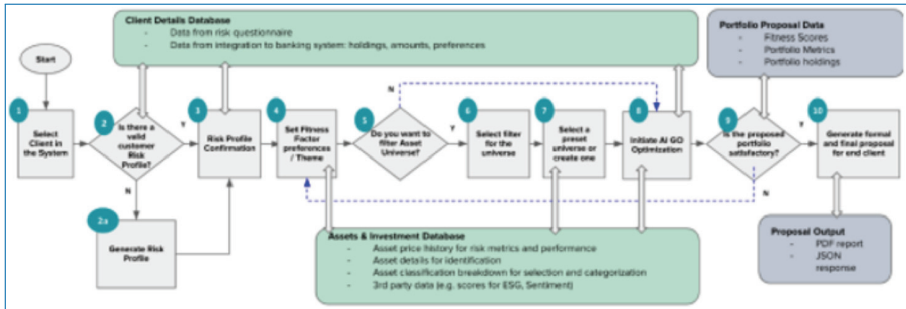 Client Details Database
- Data from risk questionnaire
- Data from integration to banking system: holdings, amounts, preferences
Portfolio Proposal Data
- Fitness Scores
- Portfolio Metrics
- Portfolio holdings
Start
1
Select
Client in
the System
2
Is there a
valid
customer
Risk
Profile?
Y
N
2a
Generate Risk
Profile
3
Risk Profile
Confirmation
4
Set Fitness
Factor
preferences
/ Theme
5
Do you want to
filter Asset
Universe?
N
Y
6
Select filter
for the
universe
7
Select a
preset
universe or
create one
8
Initiate AI GO
Optimization
9
Is the proposed
portfolio
satisfactory?
Y
N
10
Generate formal
and final
proposal for
end client
Assets & Investment Database
- Asset price history for risk metrics and performance
- Asset details for identification
- Asset classification breakdown for selection and categorization
- 3rd party data (e.g. scores for ESG, Sentiment)
Proposal Output
- PDF report
- JSON
response